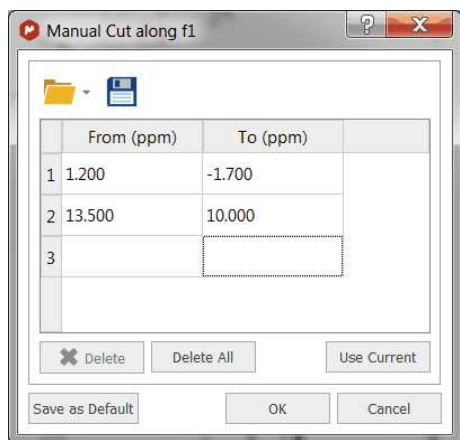 Manual Cut along f1
From (ppm) To (ppm)
1 1.200 -1.700
2 13.500 10.000
3
Delete Delete All Use Current
Save as Default OK Cancel